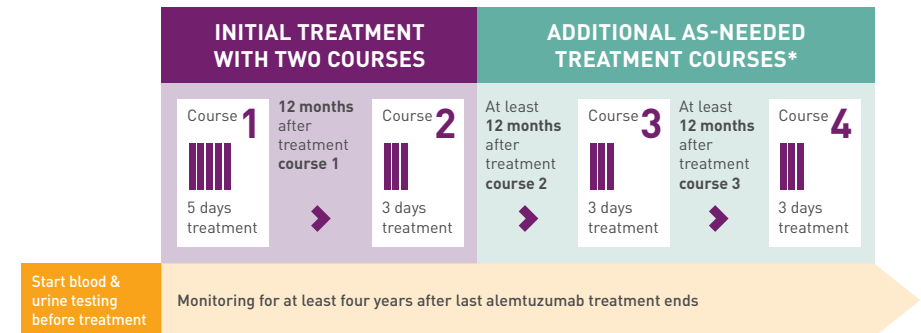 INITIAL TREATMENT
WITH TWO COURSES
ADDITIONAL AS-NEEDED
TREATMENT COURSES*
Course 1
5 days
treatment
12 months
after
treatment
course 1
Course 2
3 days
treatment
At least
12 months
after
treatment
course 2
Course 3
3 days
treatment
At least
12 months
after
treatment
course 3
Course 4
3 days
treatment
Start blood &
urine testing
before treatment
Monitoring for at least four years after last alemtuzumab treatment ends